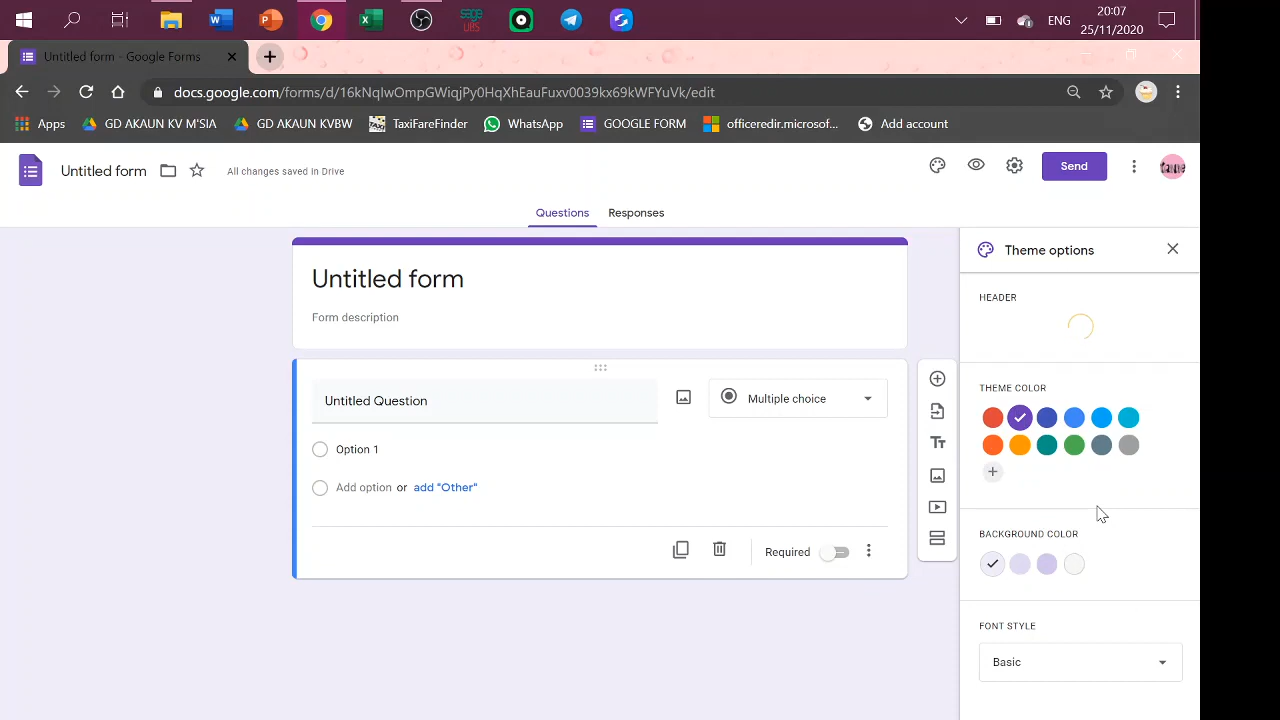 ENG
20:07
25/11/2020
Untitled form - Google Forms
docs.google.com/forms/d/16kNqIwOmpGWiqjPy0HqXhEauFuxv0039kx69kWFYuVk/edit
Apps GD AKAUN KV M'SIA GD AKAUN KVBW TaxiFareFinder WhatsApp GOOGLE FORM officeredir.microsof... Add account
Untitled form All changes saved in Drive Send
Questions Responses
Theme options
Untitled form
Form description
HEADER
THEME COLOR
Untitled Question Multiple choice
Option 1
Add option or add "Other"
Required
BACKGROUND COLOR
FONT STYLE
Basic